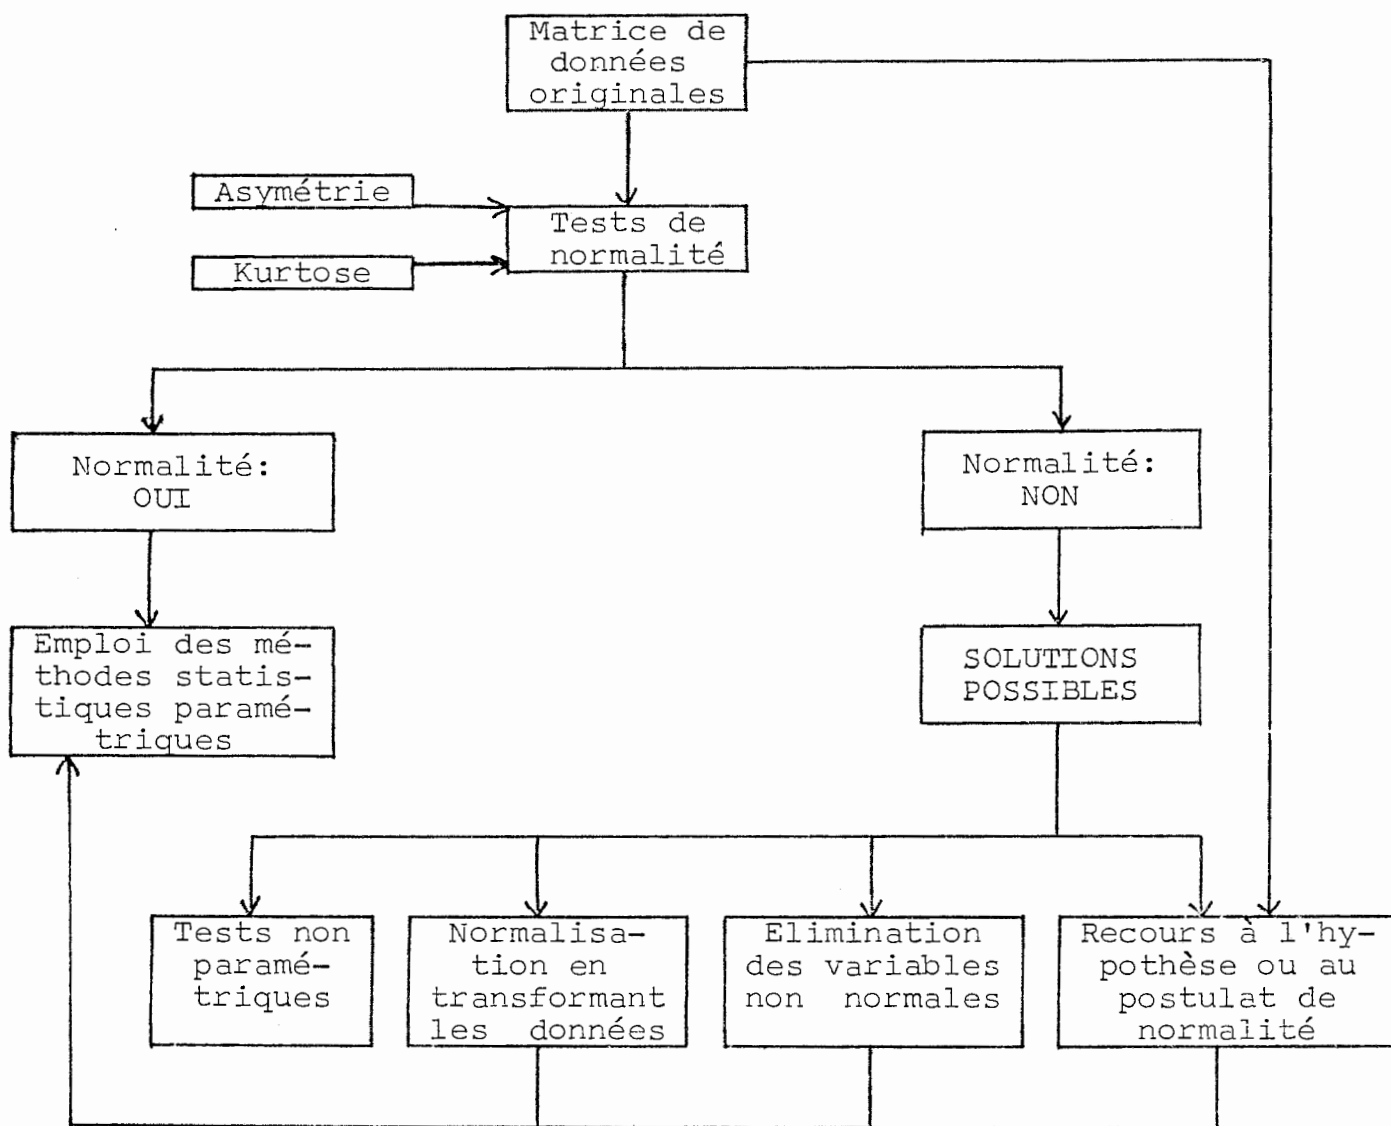 Matrice de
données
originales
Asymétrie
Tests de
normalité
Kurtose
Normalité:
OUI
Normalité:
NON
Emploi des mé-
thodes statis-
tiques paramé-
triques
SOLUTIONS
POSSIBLES
Tests non
paramé-
triques
Normalisa-
tion en
transformant
les données
Elimination
des variables
non normales
Recours à l'hy-
pothèse ou au
postulat de
normalité